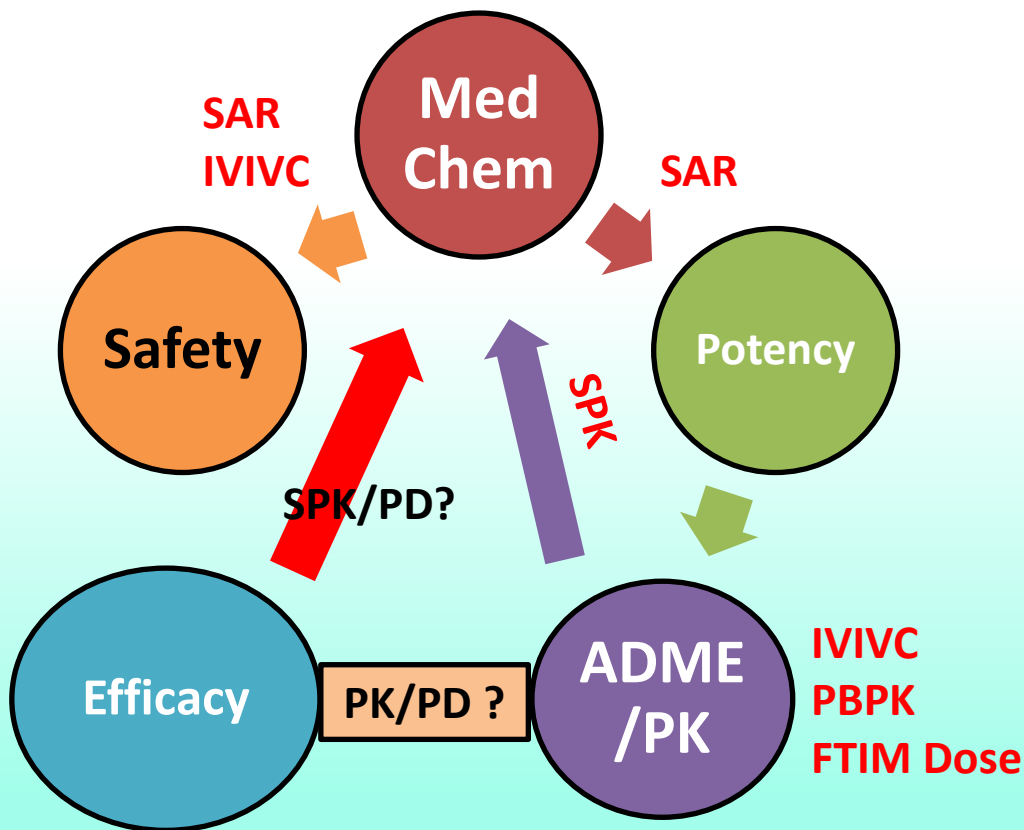 Med
Chem
SAR
IVIVC
SAR
Safety
Potency
SPK
SPK/PD?
Efficacy
PK/PD ?
ADME
/PK
IVIVC
PBPK
FTIM Dose